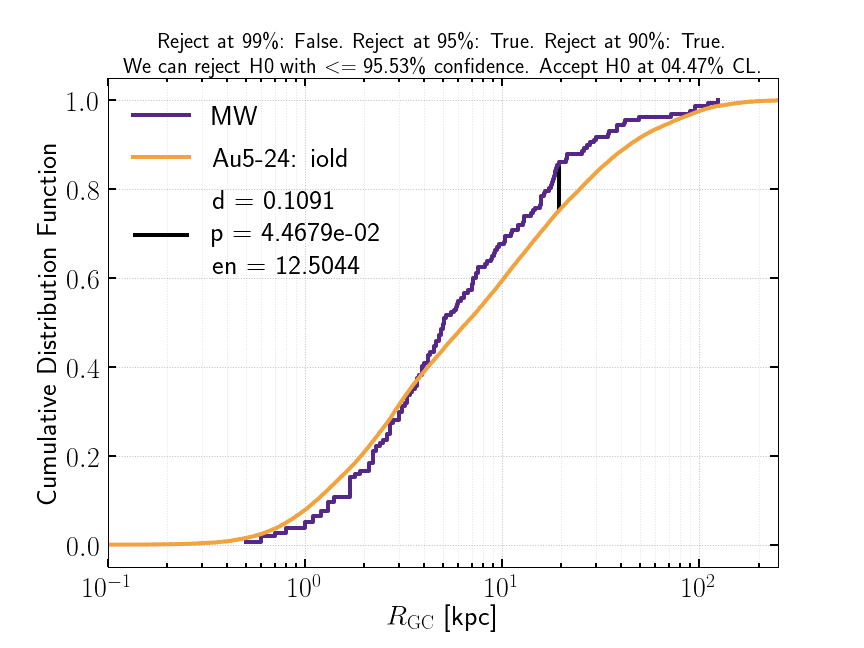 Reject at 99%: False. Reject at 95%: True. Reject at 90%: True.
We can reject H0 with <= 95.53% confidence. Accept H0 at 04.47% CL.
MW
Au5-24: iold
d = 0.1091
p = 4.4679e-02
en = 12.5044
Cumulative Distribution Function
1.0
0.8
0.6
0.4
0.2
0.0
10⁻¹ 10⁰ 10¹ 10²
R_GC [kpc]